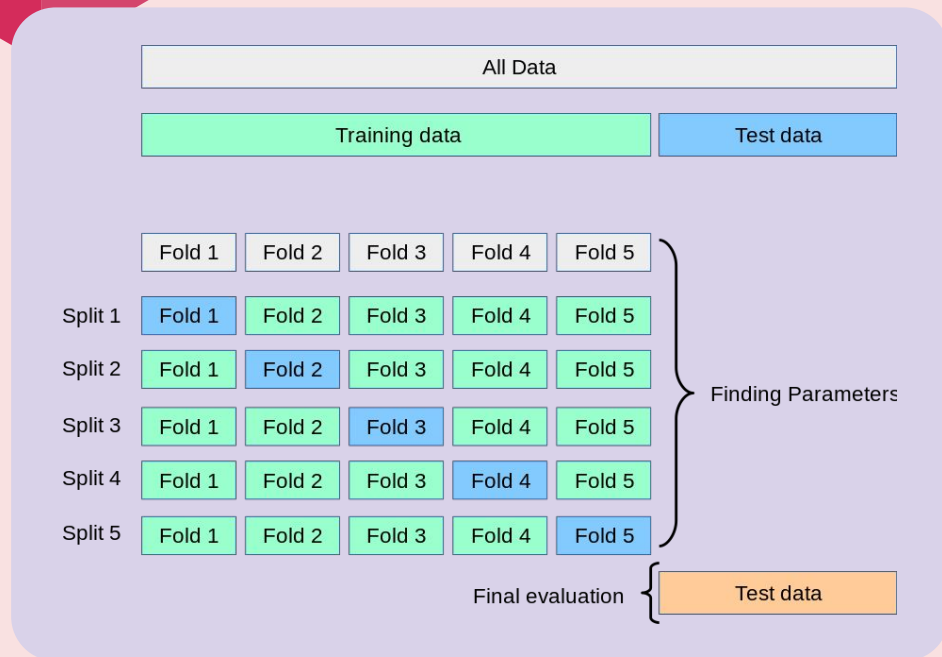 All Data
Training data Test data
Fold 1 Fold 2 Fold 3 Fold 4 Fold 5
Split 1 Fold 1 Fold 2 Fold 3 Fold 4 Fold 5
Split 2 Fold 1 Fold 2 Fold 3 Fold 4 Fold 5
Finding Parameters
Split 3 Fold 1 Fold 2 Fold 3 Fold 4 Fold 5
Split 4 Fold 1 Fold 2 Fold 3 Fold 4 Fold 5
Split 5 Fold 1 Fold 2 Fold 3 Fold 4 Fold 5
Final evaluation Test data